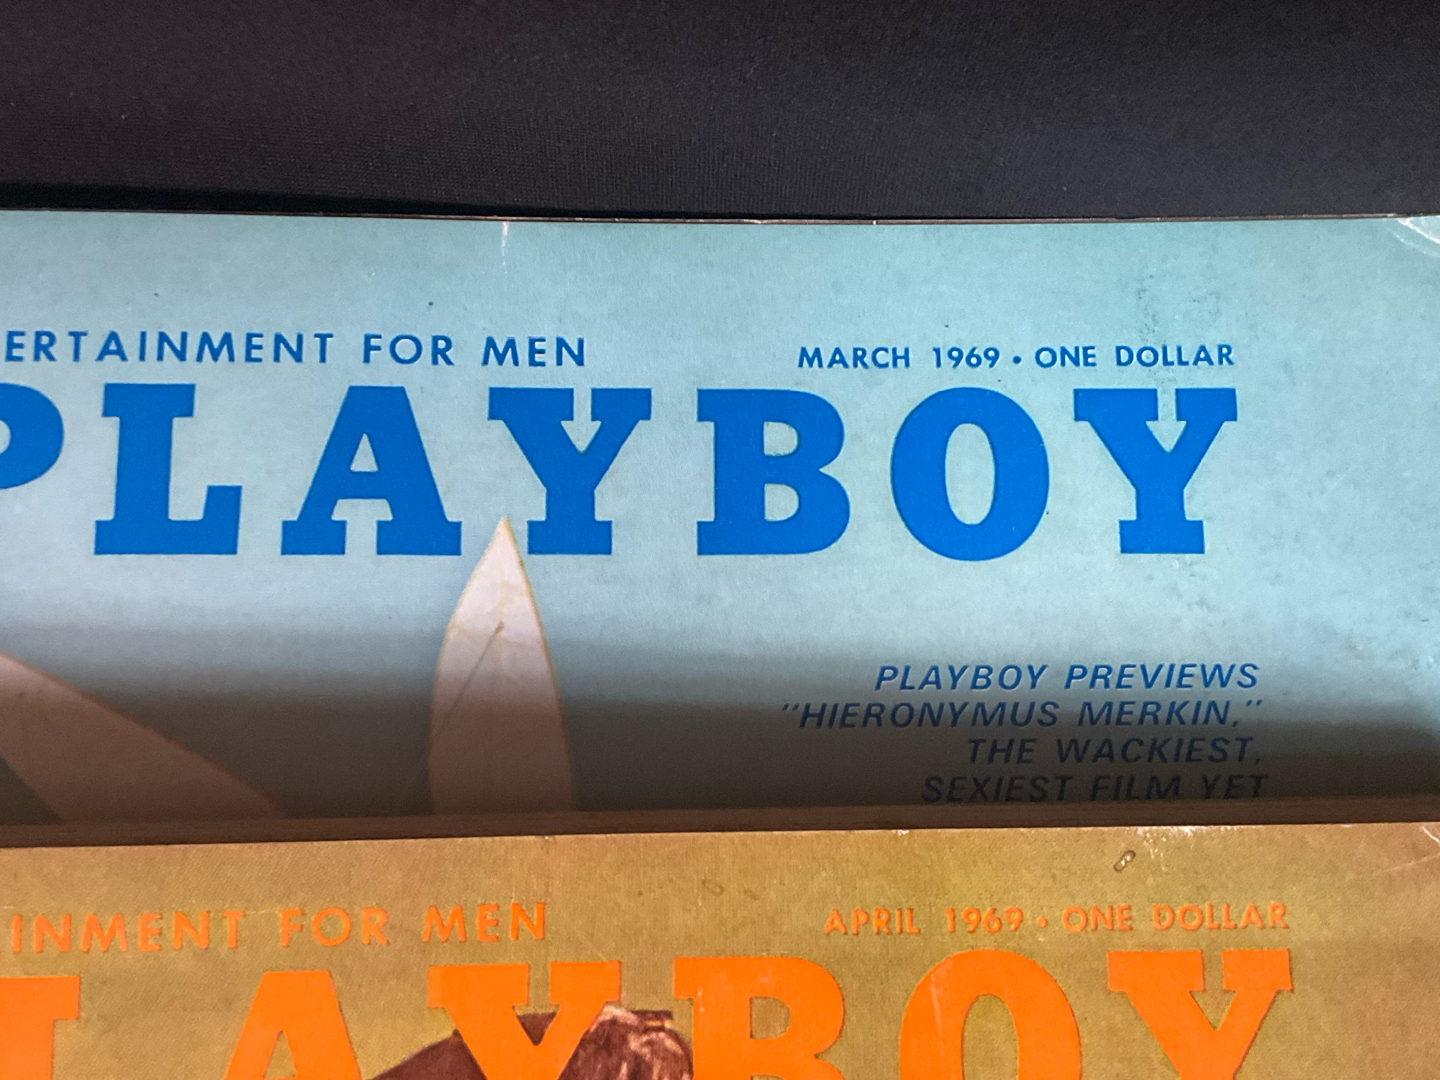 ERTAINMENT FOR MEN
MARCH 1969 • ONE DOLLAR
PLAYBOY
PLAYBOY PREVIEWS
"HIERONYMUS MERKIN,"
THE WACKIEST,
SEXIEST FILM YET
INMENT FOR MEN
APRIL 1969 • ONE DOLLAR
LAYBOY